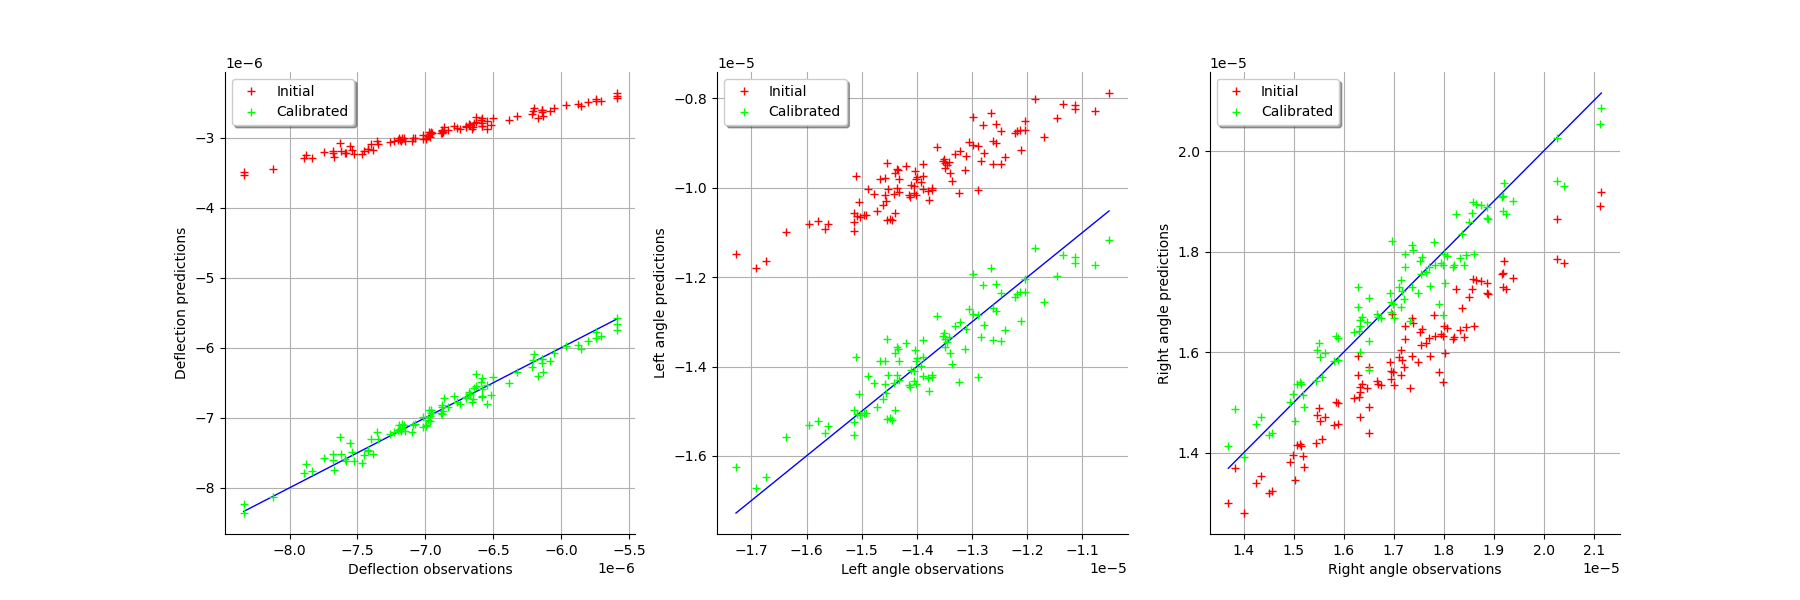 1e−6
Initial
Calibrated
−3
−4
−5
−6
−7
−8
Deflection predictions
−8.0 −7.5 −7.0 −6.5 −6.0 −5.5
Deflection observations
1e−6
1e−5
Initial
Calibrated
−0.8
−1.0
−1.2
−1.4
−1.6
Left angle predictions
−1.7 −1.6 −1.5 −1.4 −1.3 −1.2 −1.1
Left angle observations
1e−5
1e−5
Initial
Calibrated
2.0
1.8
1.6
1.4
Right angle predictions
1.4 1.5 1.6 1.7 1.8 1.9 2.0 2.1
Right angle observations
1e−5